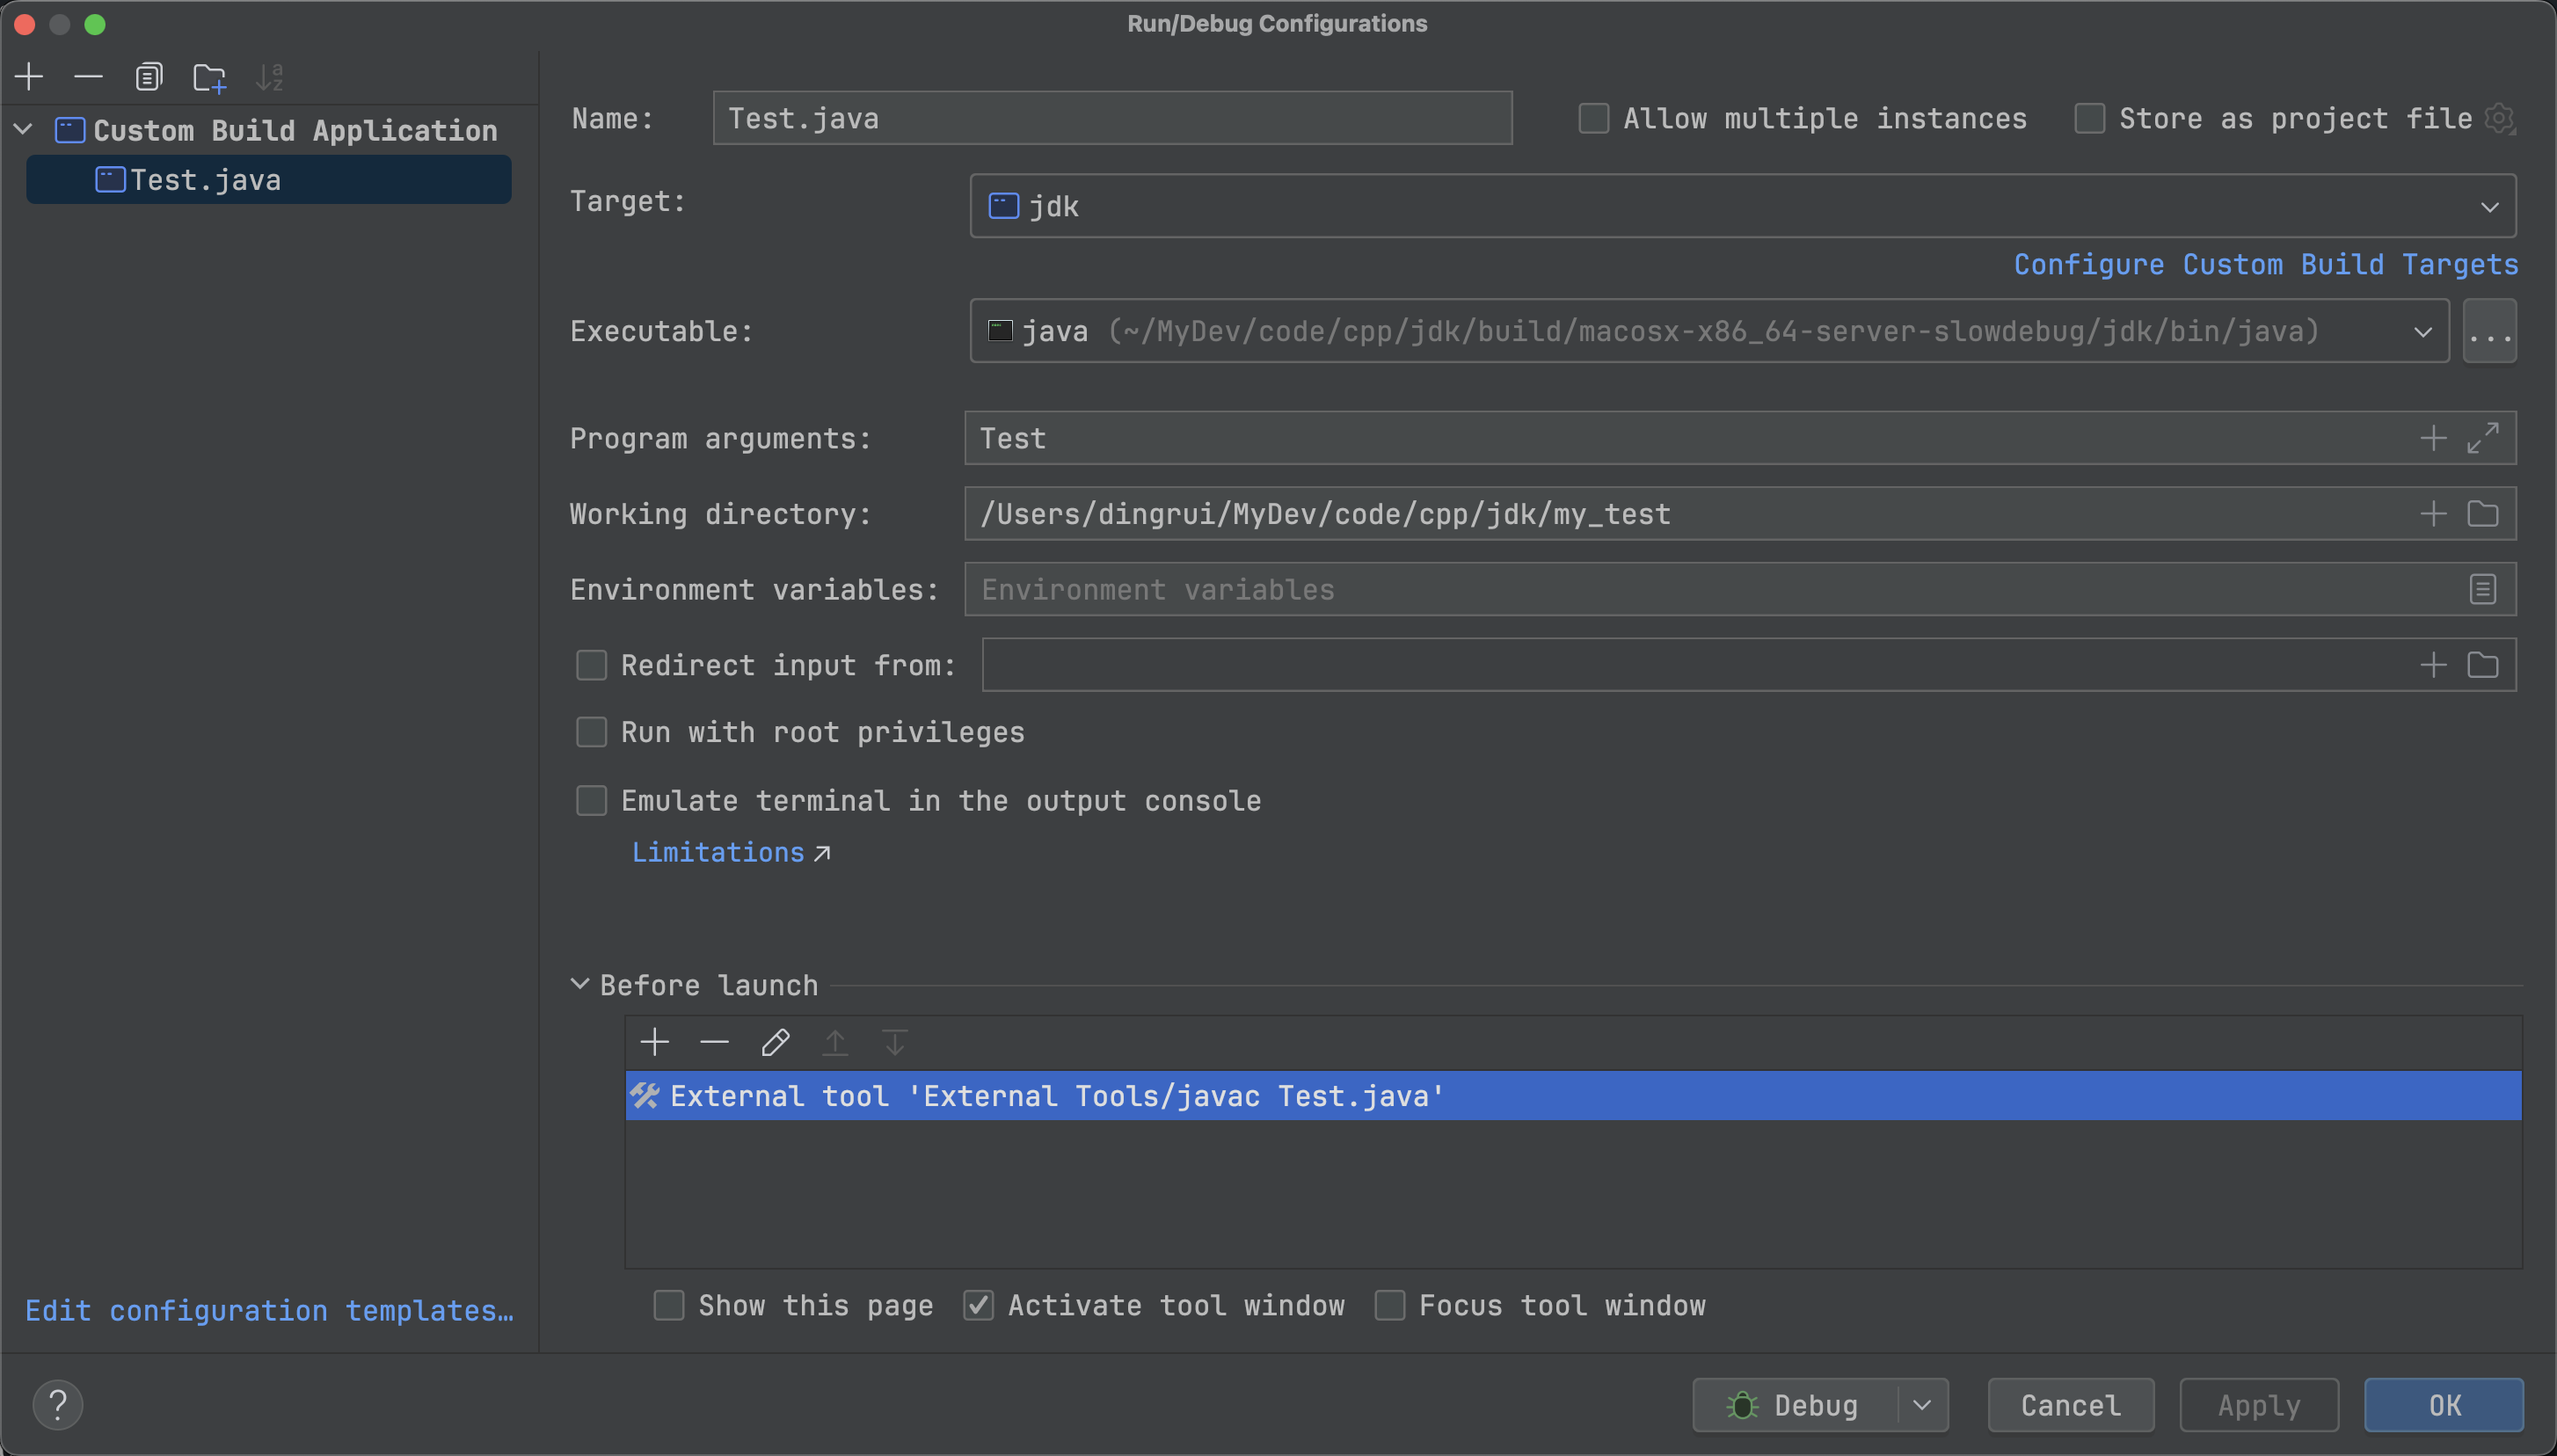 Run/Debug Configurations
Custom Build Application
Test.java
Edit configuration templates…
Name: Test.java Allow multiple instances Store as project file
Target: jdk
Configure Custom Build Targets
Executable: java (~/MyDev/code/cpp/jdk/build/macosx-x86_64-server-slowdebug/jdk/bin/java) ...
Program arguments: Test
Working directory: /Users/dingrui/MyDev/code/cpp/jdk/my_test
Environment variables: Environment variables
Redirect input from:
Run with root privileges
Emulate terminal in the output console
Limitations
Before launch
External tool 'External Tools/javac Test.java'
Show this page Activate tool window Focus tool window
? Debug Cancel Apply OK